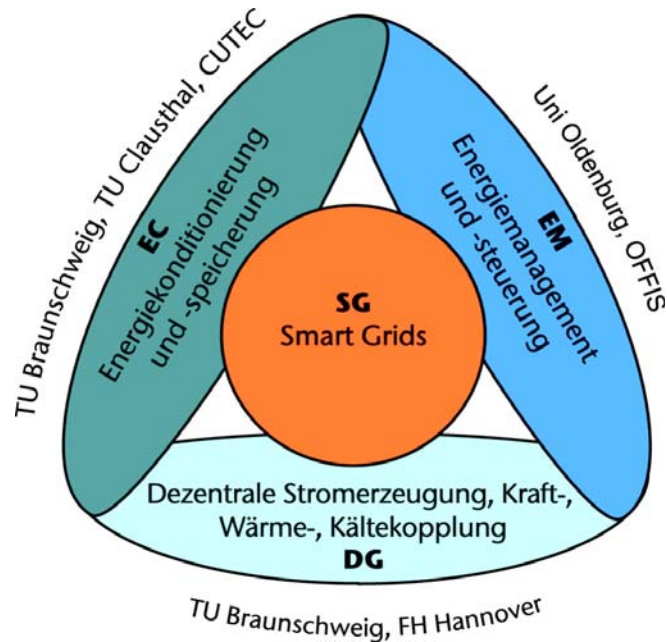 TU Braunschweig, TU Clausthal, CUTEC
EC
Energiekonditionierung
und -speicherung
Uni Oldenburg, OFFIS
EM
Energiemanagement
und -steuerung
SG
Smart Grids
Dezentrale Stromerzeugung, Kraft-,
Wärme-, Kältekopplung
DG
TU Braunschweig, FH Hannover